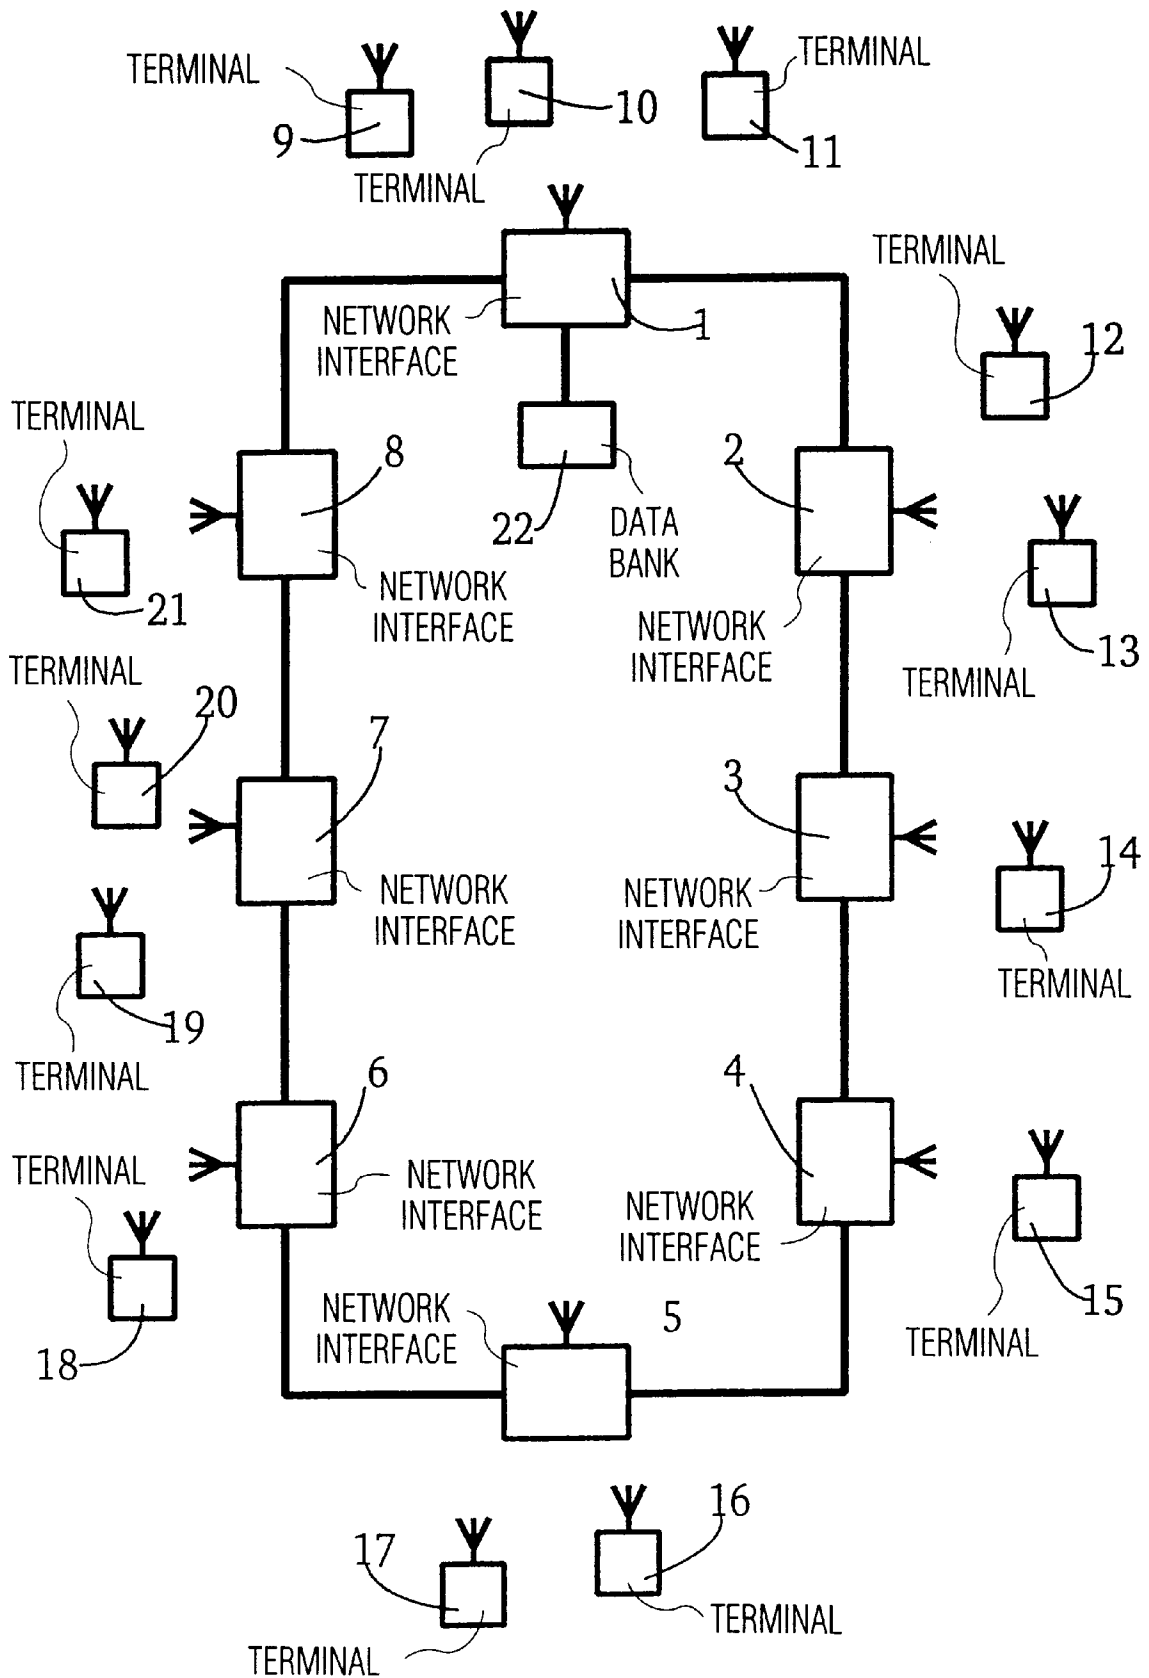 TERMINAL
9
10
TERMINAL
TERMINAL
11
NETWORK
INTERFACE
1
TERMINAL
12
TERMINAL
21
8
NETWORK
INTERFACE
22
DATA
BANK
2
NETWORK
INTERFACE
13
TERMINAL
TERMINAL
20
7
NETWORK
INTERFACE
3
NETWORK
INTERFACE
14
TERMINAL
19
TERMINAL
6
NETWORK
INTERFACE
4
NETWORK
INTERFACE
15
TERMINAL
TERMINAL
18
NETWORK
INTERFACE
5
17
TERMINAL
16
TERMINAL